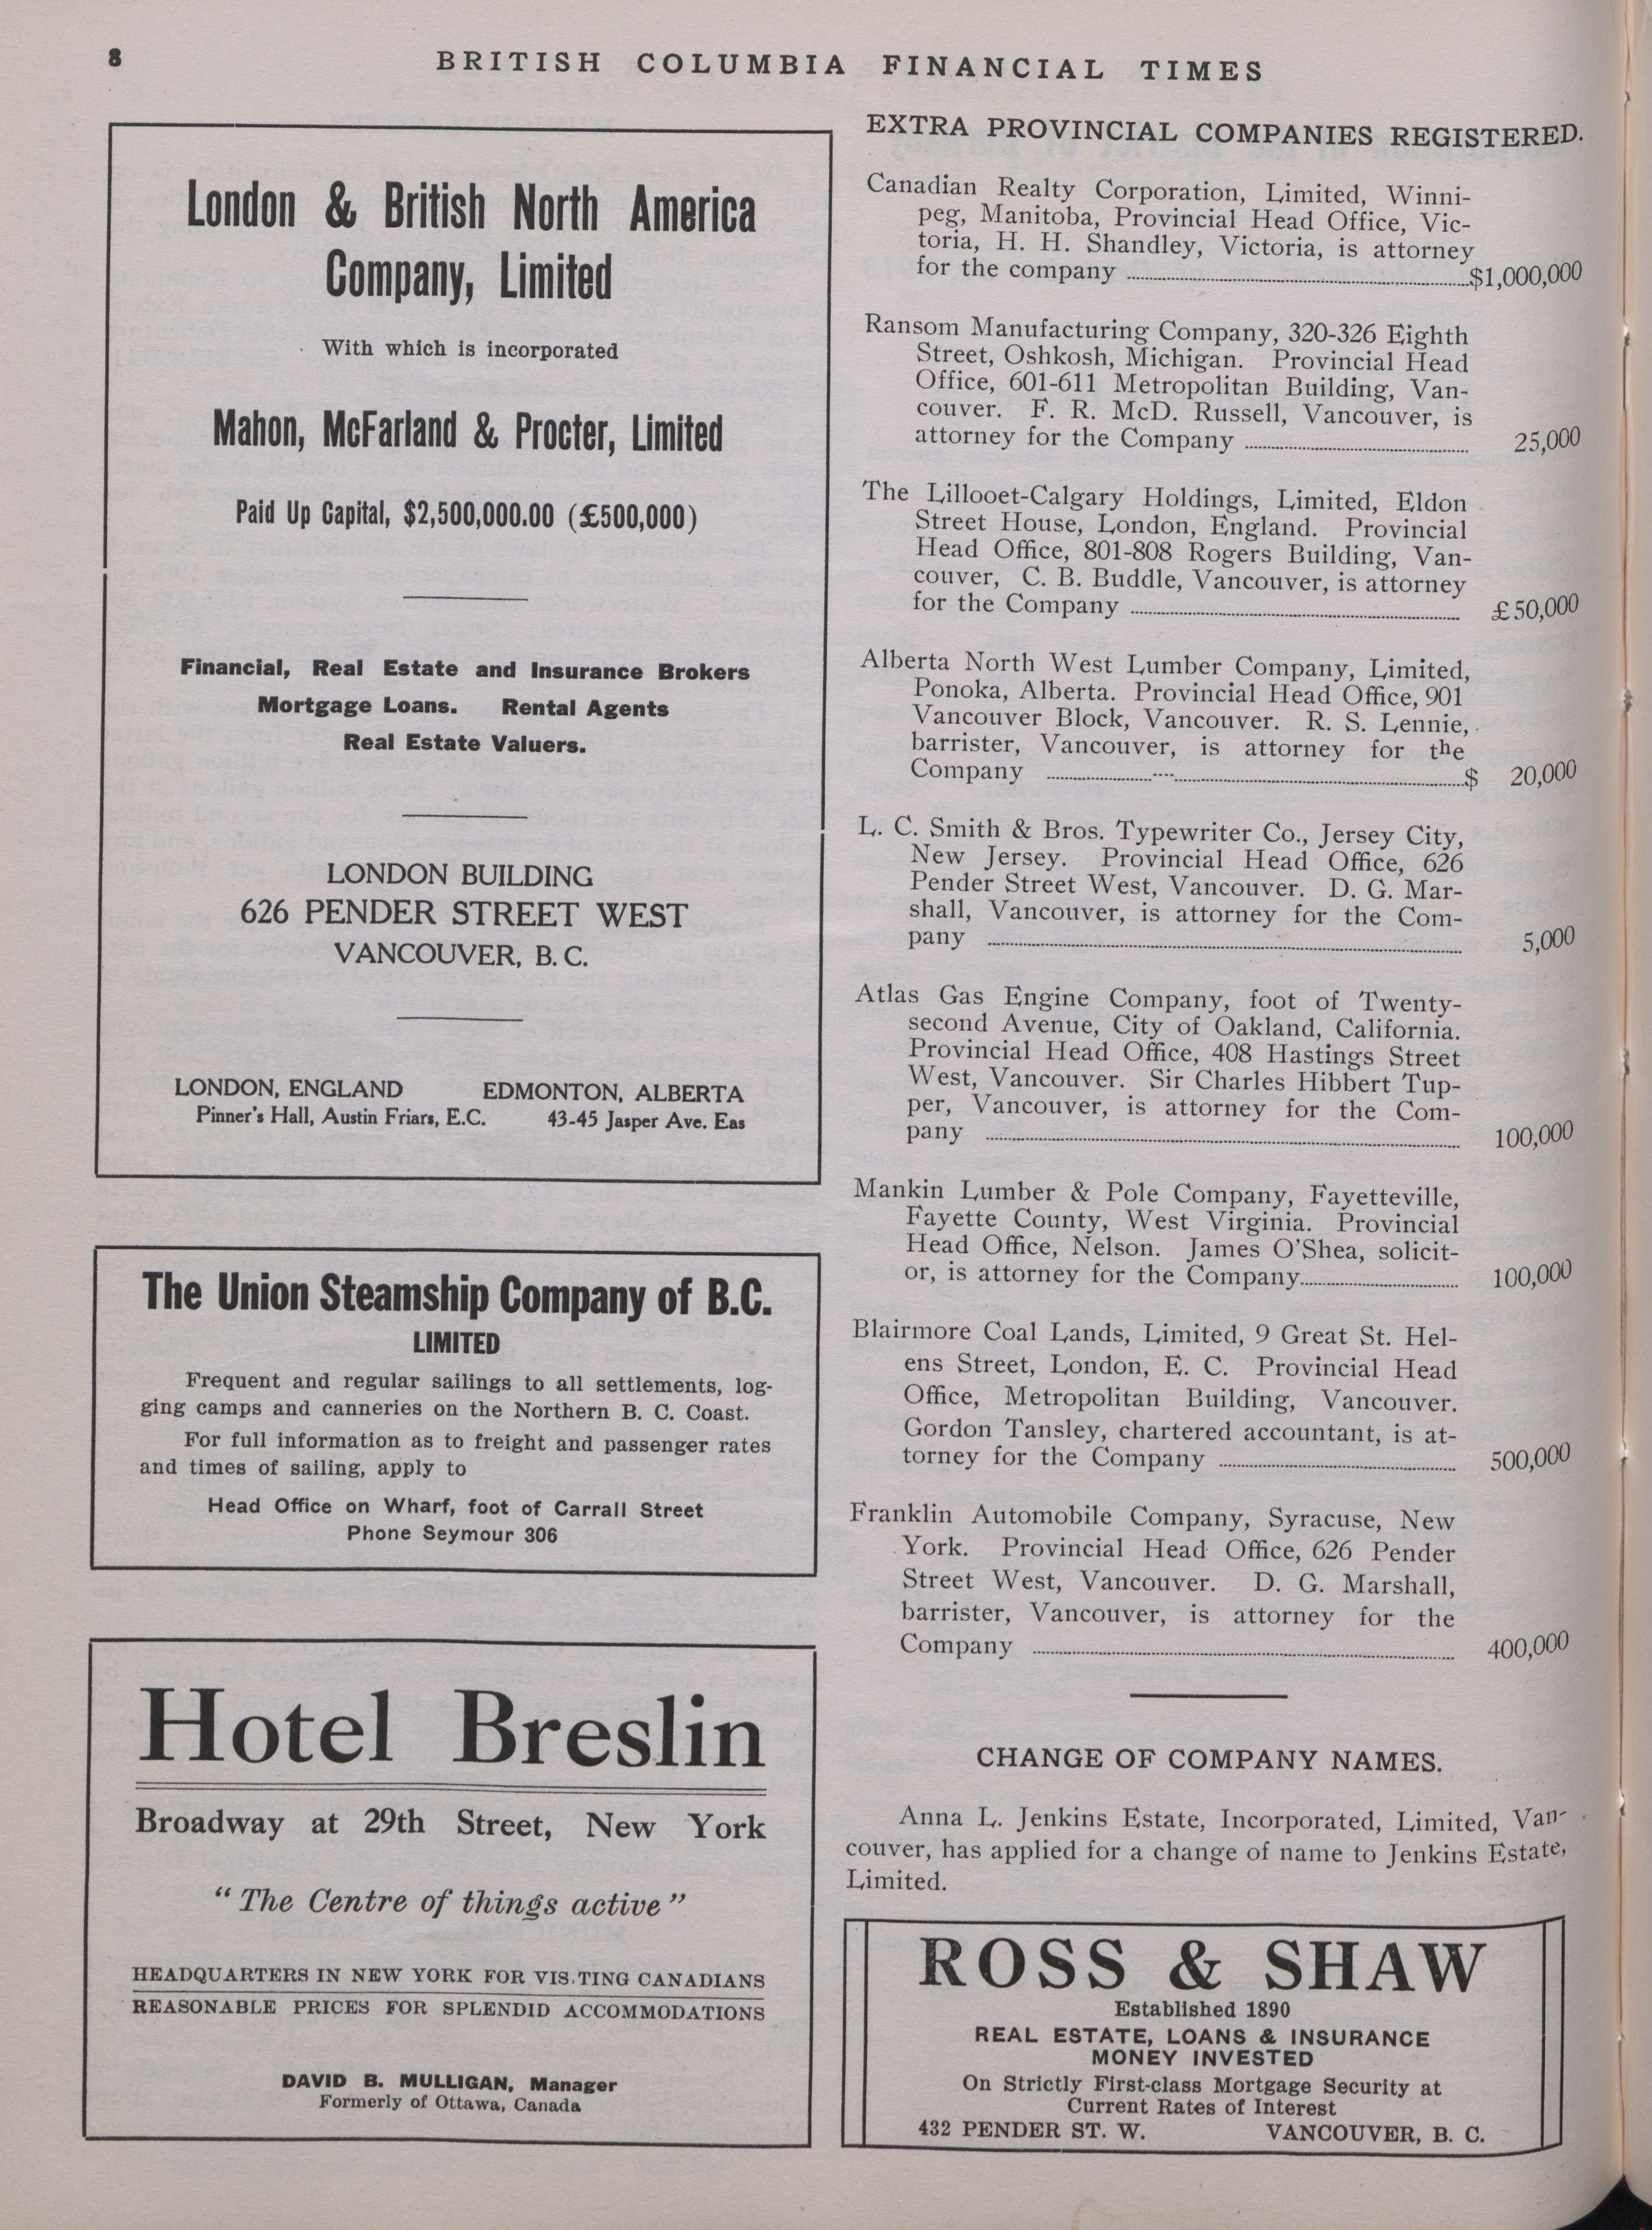 8
BRITISH COLUMBIA FINANCIAL TIMES
London & British North America
Company, Limited
With which is incorporated
Mahon, McFarland & Procter, Limited
Paid Up Capital, $2,500,000.00 (£500,000)
Financial, Real Estate and Insurance Brokers
Mortgage Loans. Rental Agents
Real Estate Valuers.
LONDON BUILDING
626 PENDER STREET WEST
VANCOUVER, B. C.
LONDON, ENGLAND EDMONTON, ALBERTA
Pinner's Hall, Austin Friars, E.C. 43-45 Jasper Ave. Eas
The Union Steamship Company of B.C.
LIMITED
Frequent and regular sailings to all settlements, log-
ging camps and canneries on the Northern B. C. Coast.
For full information as to freight and passenger rates
and times of sailing, apply to
Head Office on Wharf, foot of Carrall Street
Phone Seymour 306
Hotel Breslin
Broadway at 29th Street, New York
"The Centre of things active"
HEADQUARTERS IN NEW YORK FOR VIS.TING CANADIANS
REASONABLE PRICES FOR SPLENDID ACCOMMODATIONS
DAVID B. MULLIGAN, Manager
Formerly of Ottawa, Canada
EXTRA PROVINCIAL COMPANIES REGISTERED.
Canadian Realty Corporation, Limited, Winni-
peg, Manitoba, Provincial Head Office, Vic-
toria, H. H. Shandley, Victoria, is attorney
for the company ........ $1,000,000
Ransom Manufacturing Company, 320-326 Eighth
Street, Oshkosh, Michigan. Provincial Head
Office, 601-611 Metropolitan Building, Van-
couver. F. R. McD. Russell, Vancouver, is
attorney for the Company ........ 25,000
The Lillooet-Calgary Holdings, Limited, Eldon
Street House, London, England. Provincial
Head Office, 801-808 Rogers Building, Van-
couver, C. B. Buddle, Vancouver, is attorney
for the Company ........ £50,000
Alberta North West Lumber Company, Limited,
Ponoka, Alberta. Provincial Head Office, 901
Vancouver Block, Vancouver. R. S. Lennie,
barrister, Vancouver, is attorney for the
Company ........ $ 20,000
L. C. Smith & Bros. Typewriter Co., Jersey City,
New Jersey. Provincial Head Office, 626
Pender Street West, Vancouver. D. G. Mar-
shall, Vancouver, is attorney for the Com-
pany ........ 5,000
Atlas Gas Engine Company, foot of Twenty-
second Avenue, City of Oakland, California.
Provincial Head Office, 408 Hastings Street
West, Vancouver. Sir Charles Hibbert Tup-
per, Vancouver, is attorney for the Com-
pany ........ 100,000
Mankin Lumber & Pole Company, Fayetteville,
Fayette County, West Virginia. Provincial
Head Office, Nelson. James O'Shea, solicit-
or, is attorney for the Company........ 100,000
Blairmore Coal Lands, Limited, 9 Great St. Hel-
ens Street, London, E. C. Provincial Head
Office, Metropolitan Building, Vancouver.
Gordon Tansley, chartered accountant, is at-
torney for the Company ........ 500,000
Franklin Automobile Company, Syracuse, New
York. Provincial Head Office, 626 Pender
Street West, Vancouver. D. G. Marshall,
barrister, Vancouver, is attorney for the
Company ........ 400,000
CHANGE OF COMPANY NAMES.
Anna L. Jenkins Estate, Incorporated, Limited, Van-
couver, has applied for a change of name to Jenkins Estate,
Limited.
ROSS & SHAW
Established 1890
REAL ESTATE, LOANS & INSURANCE
MONEY INVESTED
On Strictly First-class Mortgage Security at
Current Rates of Interest
432 PENDER ST. W. VANCOUVER, B. C.